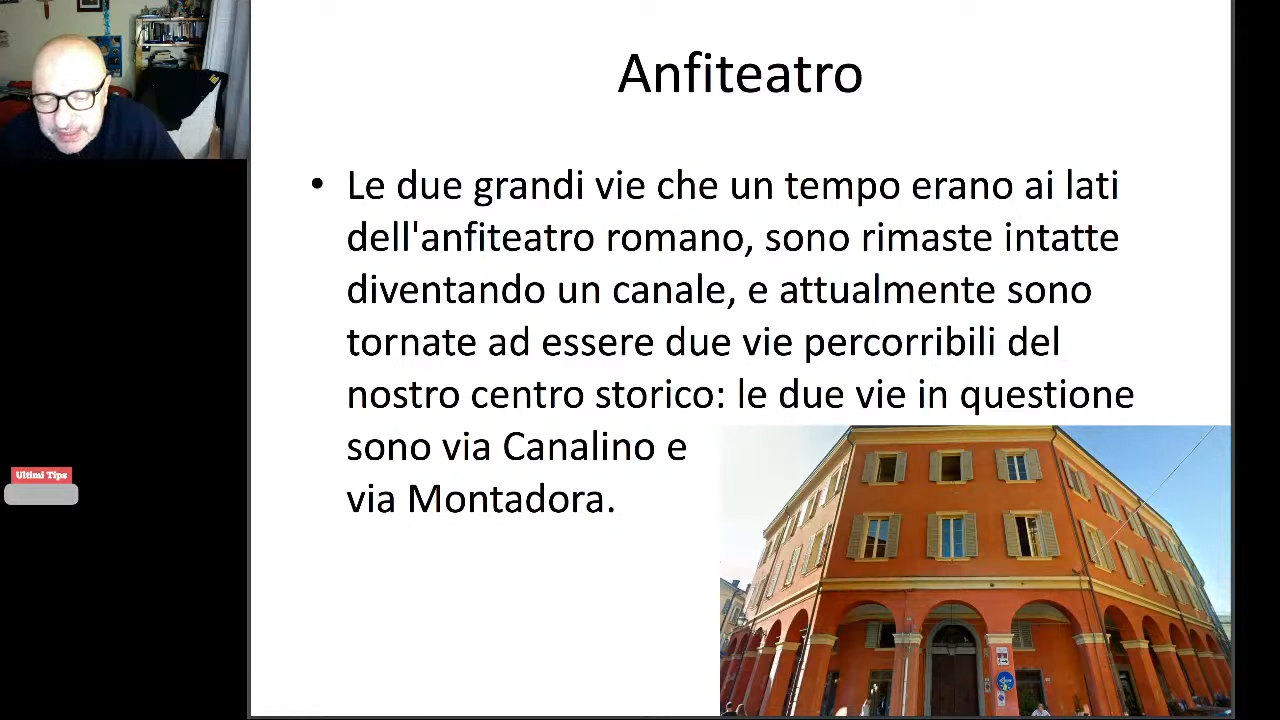 Anfiteatro
• Le due grandi vie che un tempo erano ai lati
dell'anfiteatro romano, sono rimaste intatte
diventando un canale, e attualmente sono
tornate ad essere due vie percorribili del
nostro centro storico: le due vie in questione
sono via Canalino e
via Montadora.
Ultimi Tips